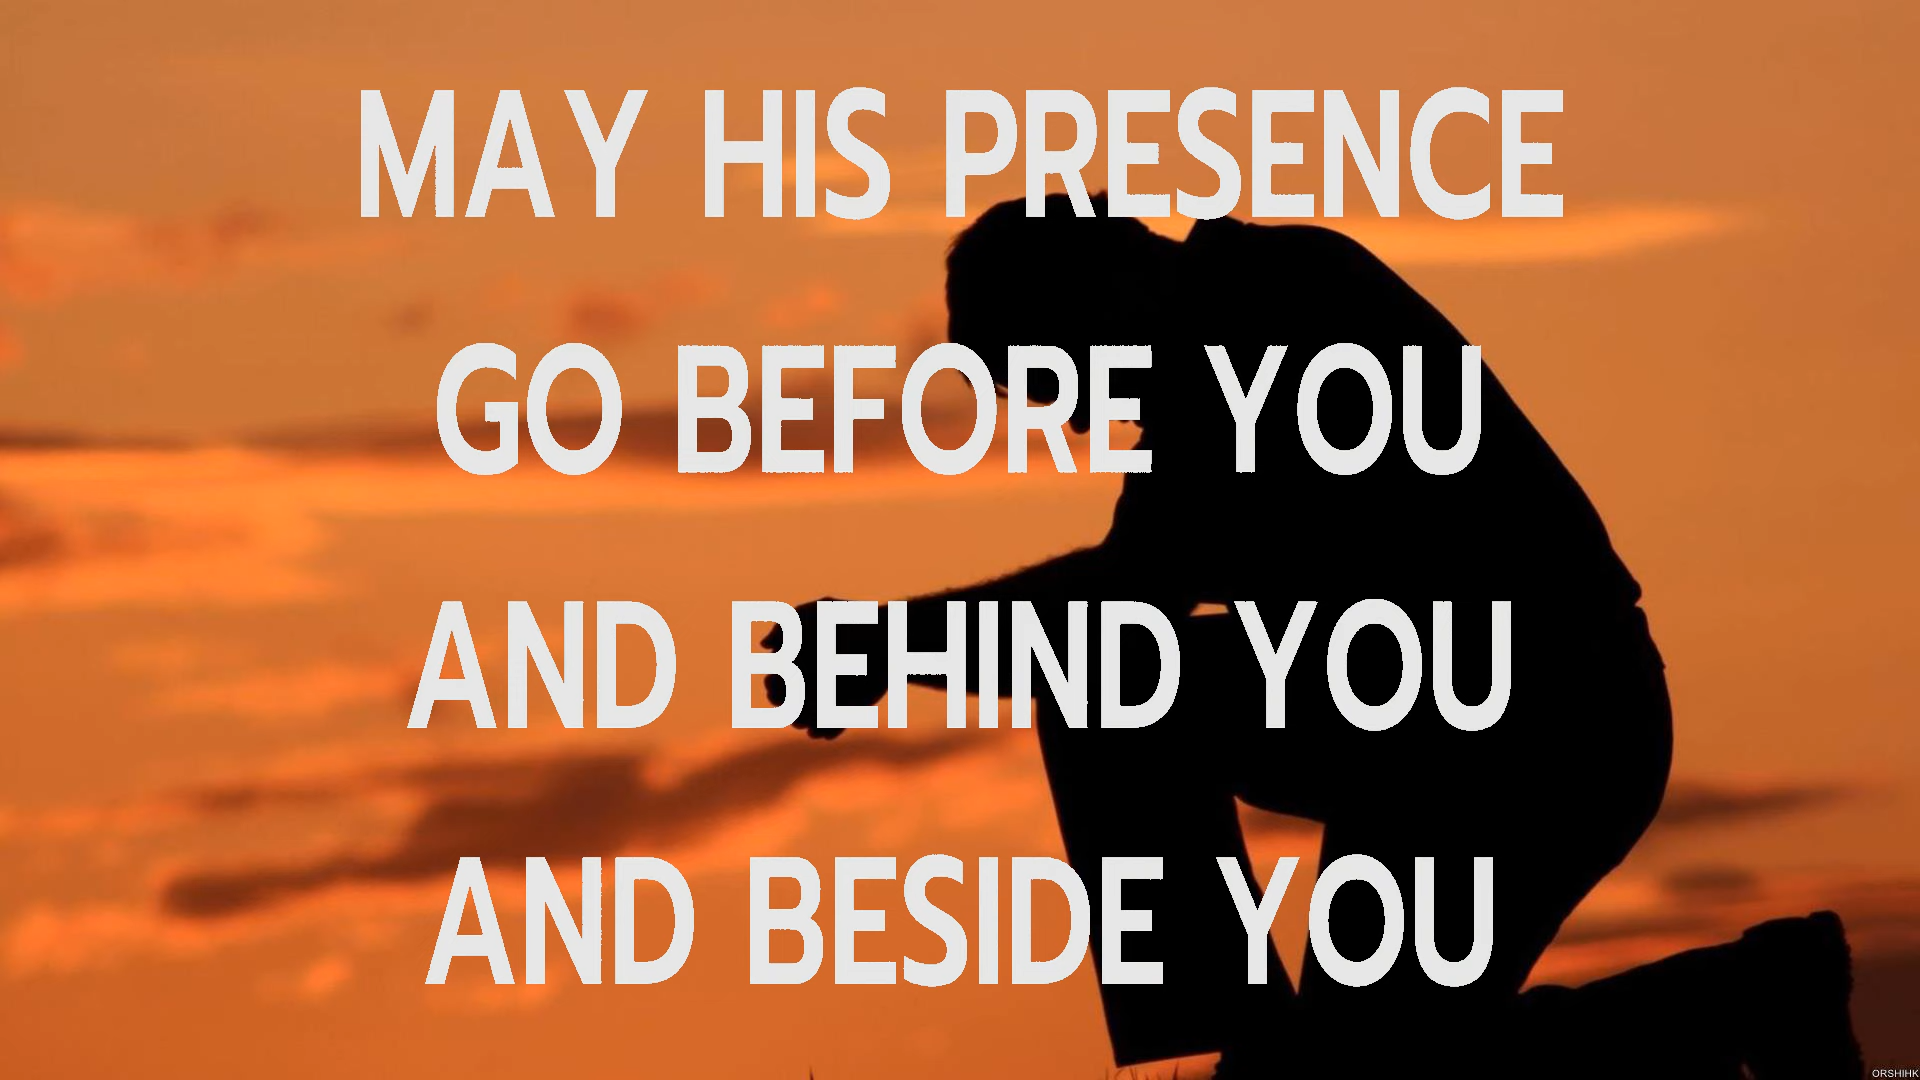 MAY HIS PRESENCE
GO BEFORE YOU
AND BEHIND YOU
AND BESIDE YOU
ORSHIHK